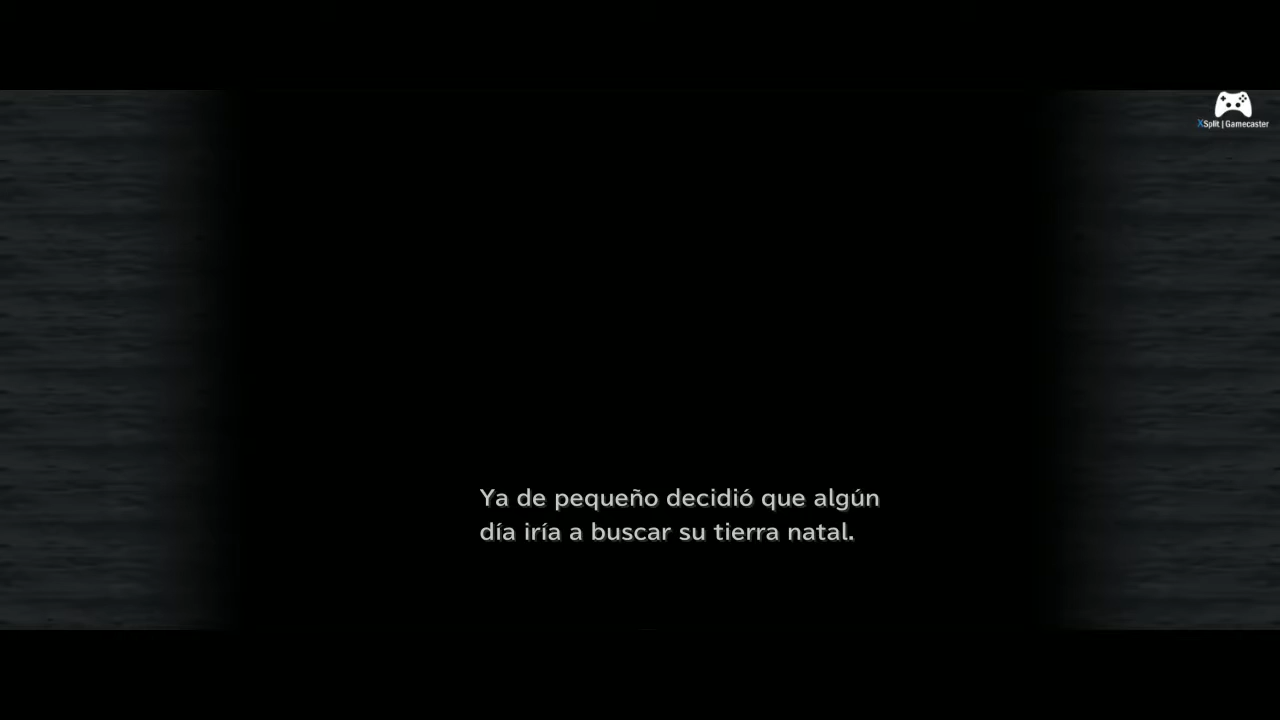 XSplit | Gamecaster
Ya de pequeño decidió que algún
día iría a buscar su tierra natal.